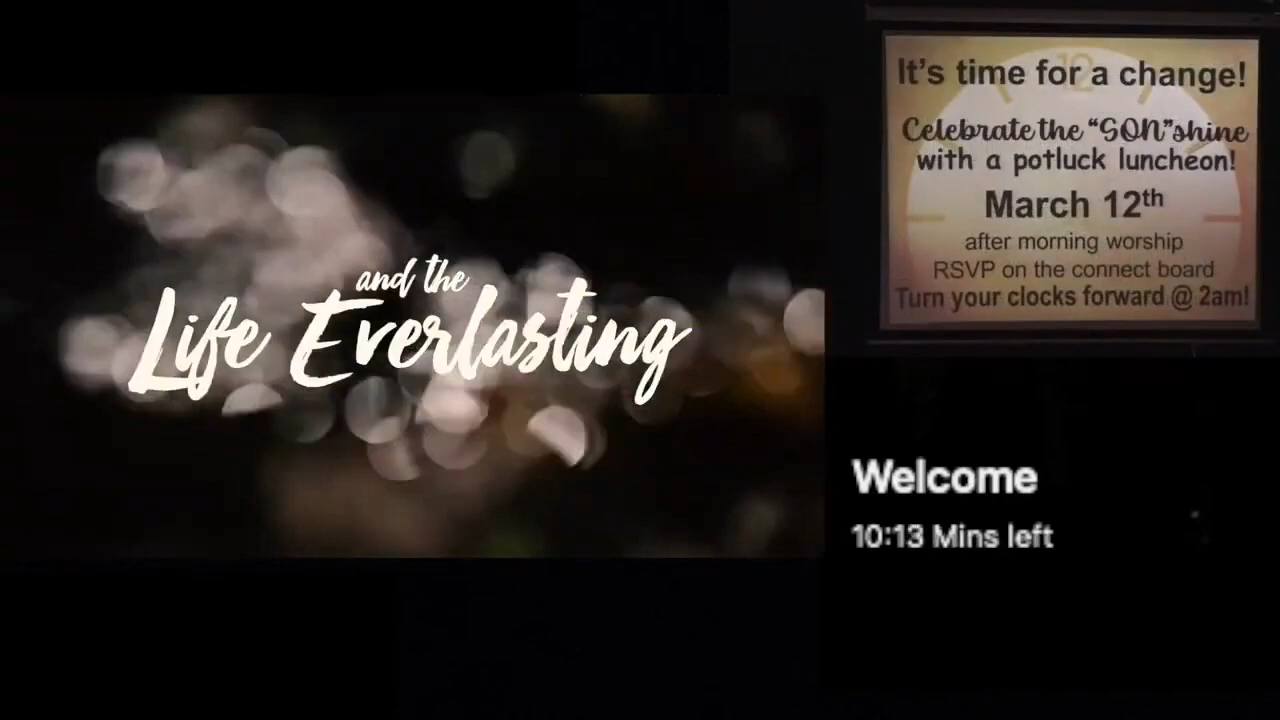 and the
Life Everlasting
It's time for a change!
12
Celebrate the "SON"shine
with a potluck luncheon!
March 12th
after morning worship
RSVP on the connect board
Turn your clocks forward @ 2am!
Welcome
10:13 Mins left